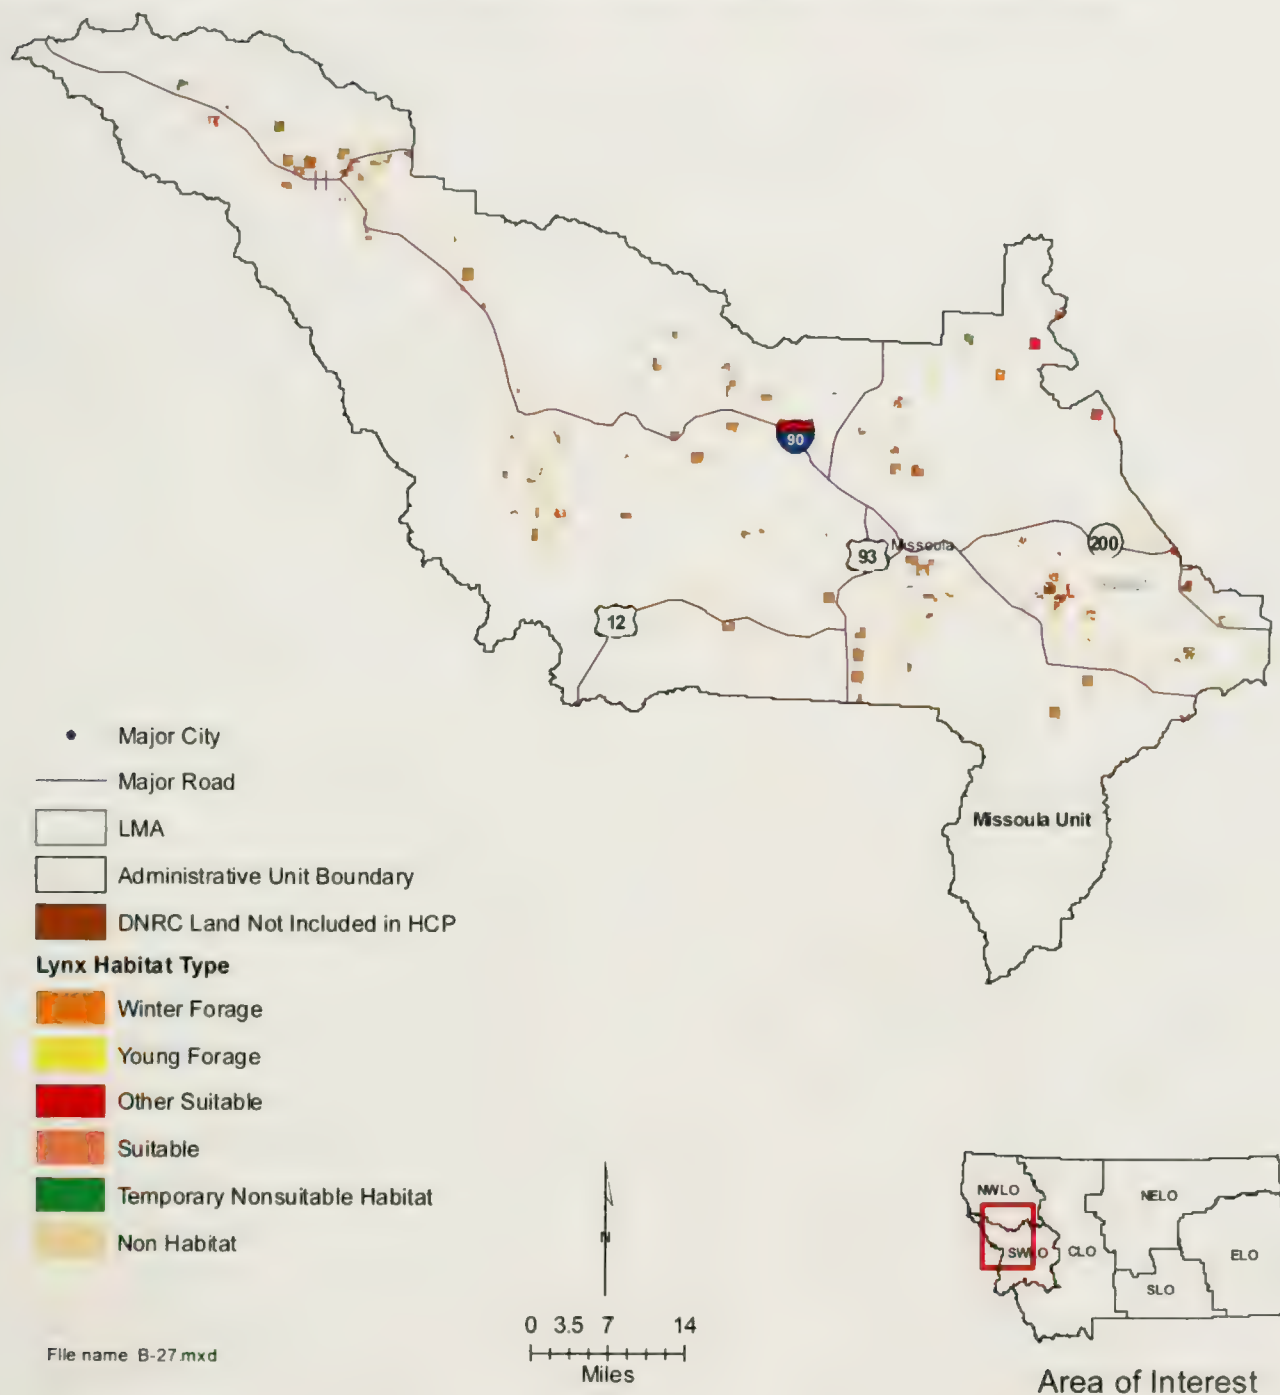 90
Missoula
93
200
12
Missoula Unit
Major City
Major Road
LMA
Administrative Unit Boundary
DNRC Land Not Included in HCP
Lynx Habitat Type
Winter Forage
Young Forage
Other Suitable
Suitable
Temporary Nonsuitable Habitat
Non Habitat
N
0 3.5 7 14
Miles
File name B-27.mxd
NWLO
NELO
SWLO
CLO
ELO
SLO
Area of Interest